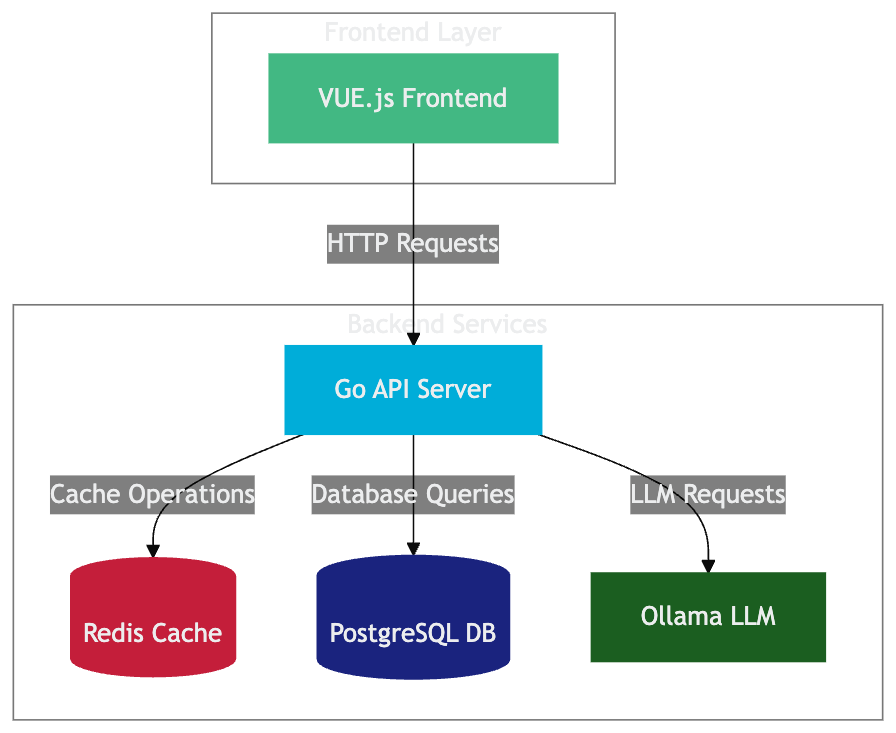 Frontend Layer
VUE.js Frontend
HTTP Requests
Backend Services
Go API Server
Cache Operations
Database Queries
LLM Requests
Redis Cache
PostgreSQL DB
Ollama LLM